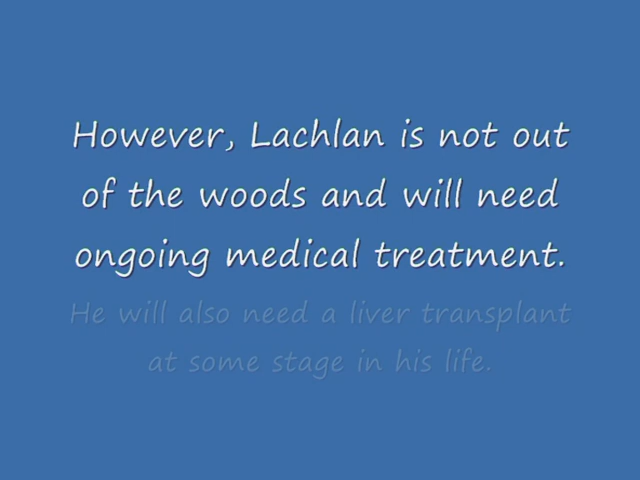 However, Lachlan is not out
of the woods and will need
ongoing medical treatment.
He will also need a liver transplant
at some stage in his life.